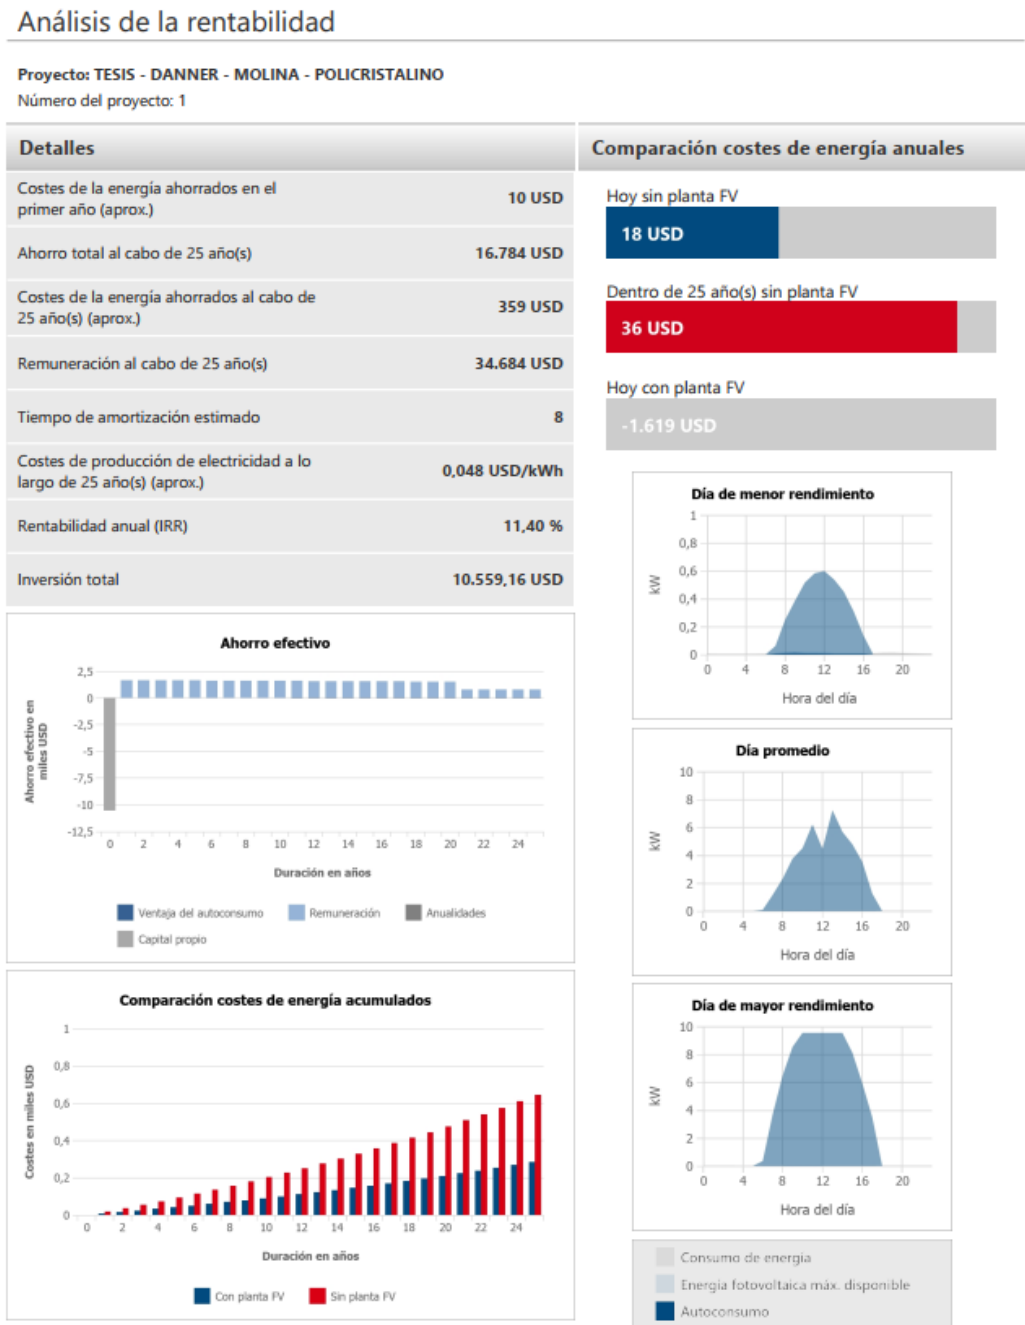 Análisis de la rentabilidad
Proyecto: TESIS - DANNER - MOLINA - POLICRISTALINO
Número del proyecto: 1
Detalles
Costes de la energía ahorrados en el
primer año (aprox.)
10 USD
Ahorro total al cabo de 25 año(s)
16.784 USD
Costes de la energía ahorrados al cabo de
25 año(s) (aprox.)
359 USD
Remuneración al cabo de 25 año(s)
34.684 USD
Tiempo de amortización estimado
8
Costes de producción de electricidad a lo
largo de 25 año(s) (aprox.)
0,048 USD/kWh
Rentabilidad anual (IRR)
11,40 %
Inversión total
10.559,16 USD
Ahorro efectivo
Ahorro efectivo en
miles USD
2,5
0
-2,5
-5
-7,5
-10
-12,5
0 2 4 6 8 10 12 14 16 18 20 22 24
Duración en años
Ventaja del autoconsumo
Remuneración
Anualidades
Capital propio
Comparación costes de energía acumulados
Costes en miles USD
1
0,8
0,6
0,4
0,2
0
0 2 4 6 8 10 12 14 16 18 20 22 24
Duración en años
Con planta FV
Sin planta FV
Comparación costes de energía anuales
Hoy sin planta FV
18 USD
Dentro de 25 año(s) sin planta FV
36 USD
Hoy con planta FV
-1.619 USD
Día de menor rendimiento
kW
1
0,8
0,6
0,4
0,2
0
0 4 8 12 16 20
Hora del día
Día promedio
kW
10
8
6
4
2
0
0 4 8 12 16 20
Hora del día
Día de mayor rendimiento
kW
10
8
6
4
2
0
0 4 8 12 16 20
Hora del día
Consumo de energía
Energía fotovoltaica máx. disponible
Autoconsumo